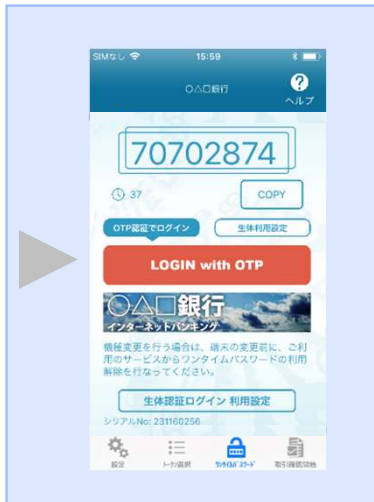 SIMなし 15:59
○△□銀行
ヘルプ
70702874
37 COPY
OTP認証でログイン 生体利用設定
LOGIN with OTP
○△□銀行
インターネットバンキング
機種変更を行う場合は、端末の変更前に、ご利
用のサービスからワンタイムパスワードの利用
解除を行なってください。
生体認証ログイン 利用設定
シリアルNo: 231160256
設定 トークン選択 ワンタイムパスワード 取引確認開始